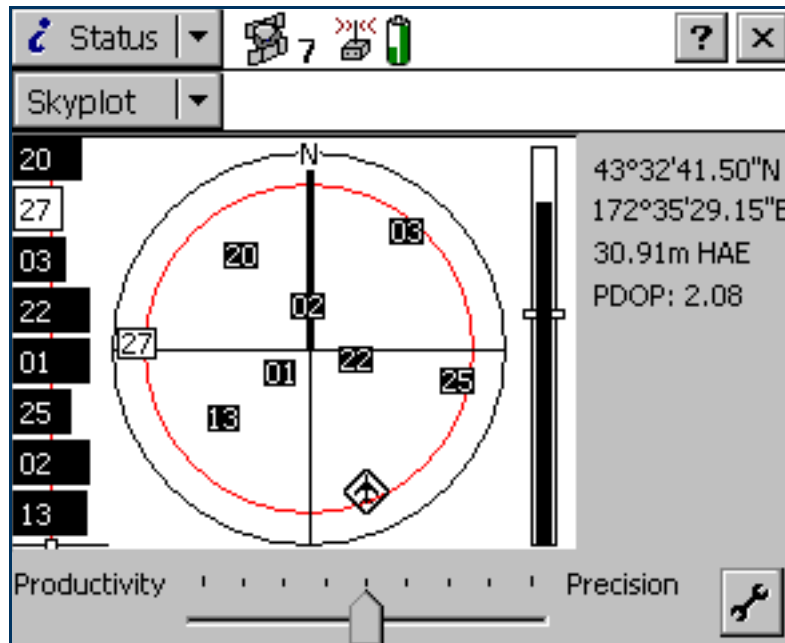 i Status 7 ? ×
Skyplot
20
27
03
22
01
25
02
13
N
03
20
02
27
22
01
25
13
43°32'41.50"N
172°35'29.15"E
30.91m HAE
PDOP: 2.08
Productivity Precision